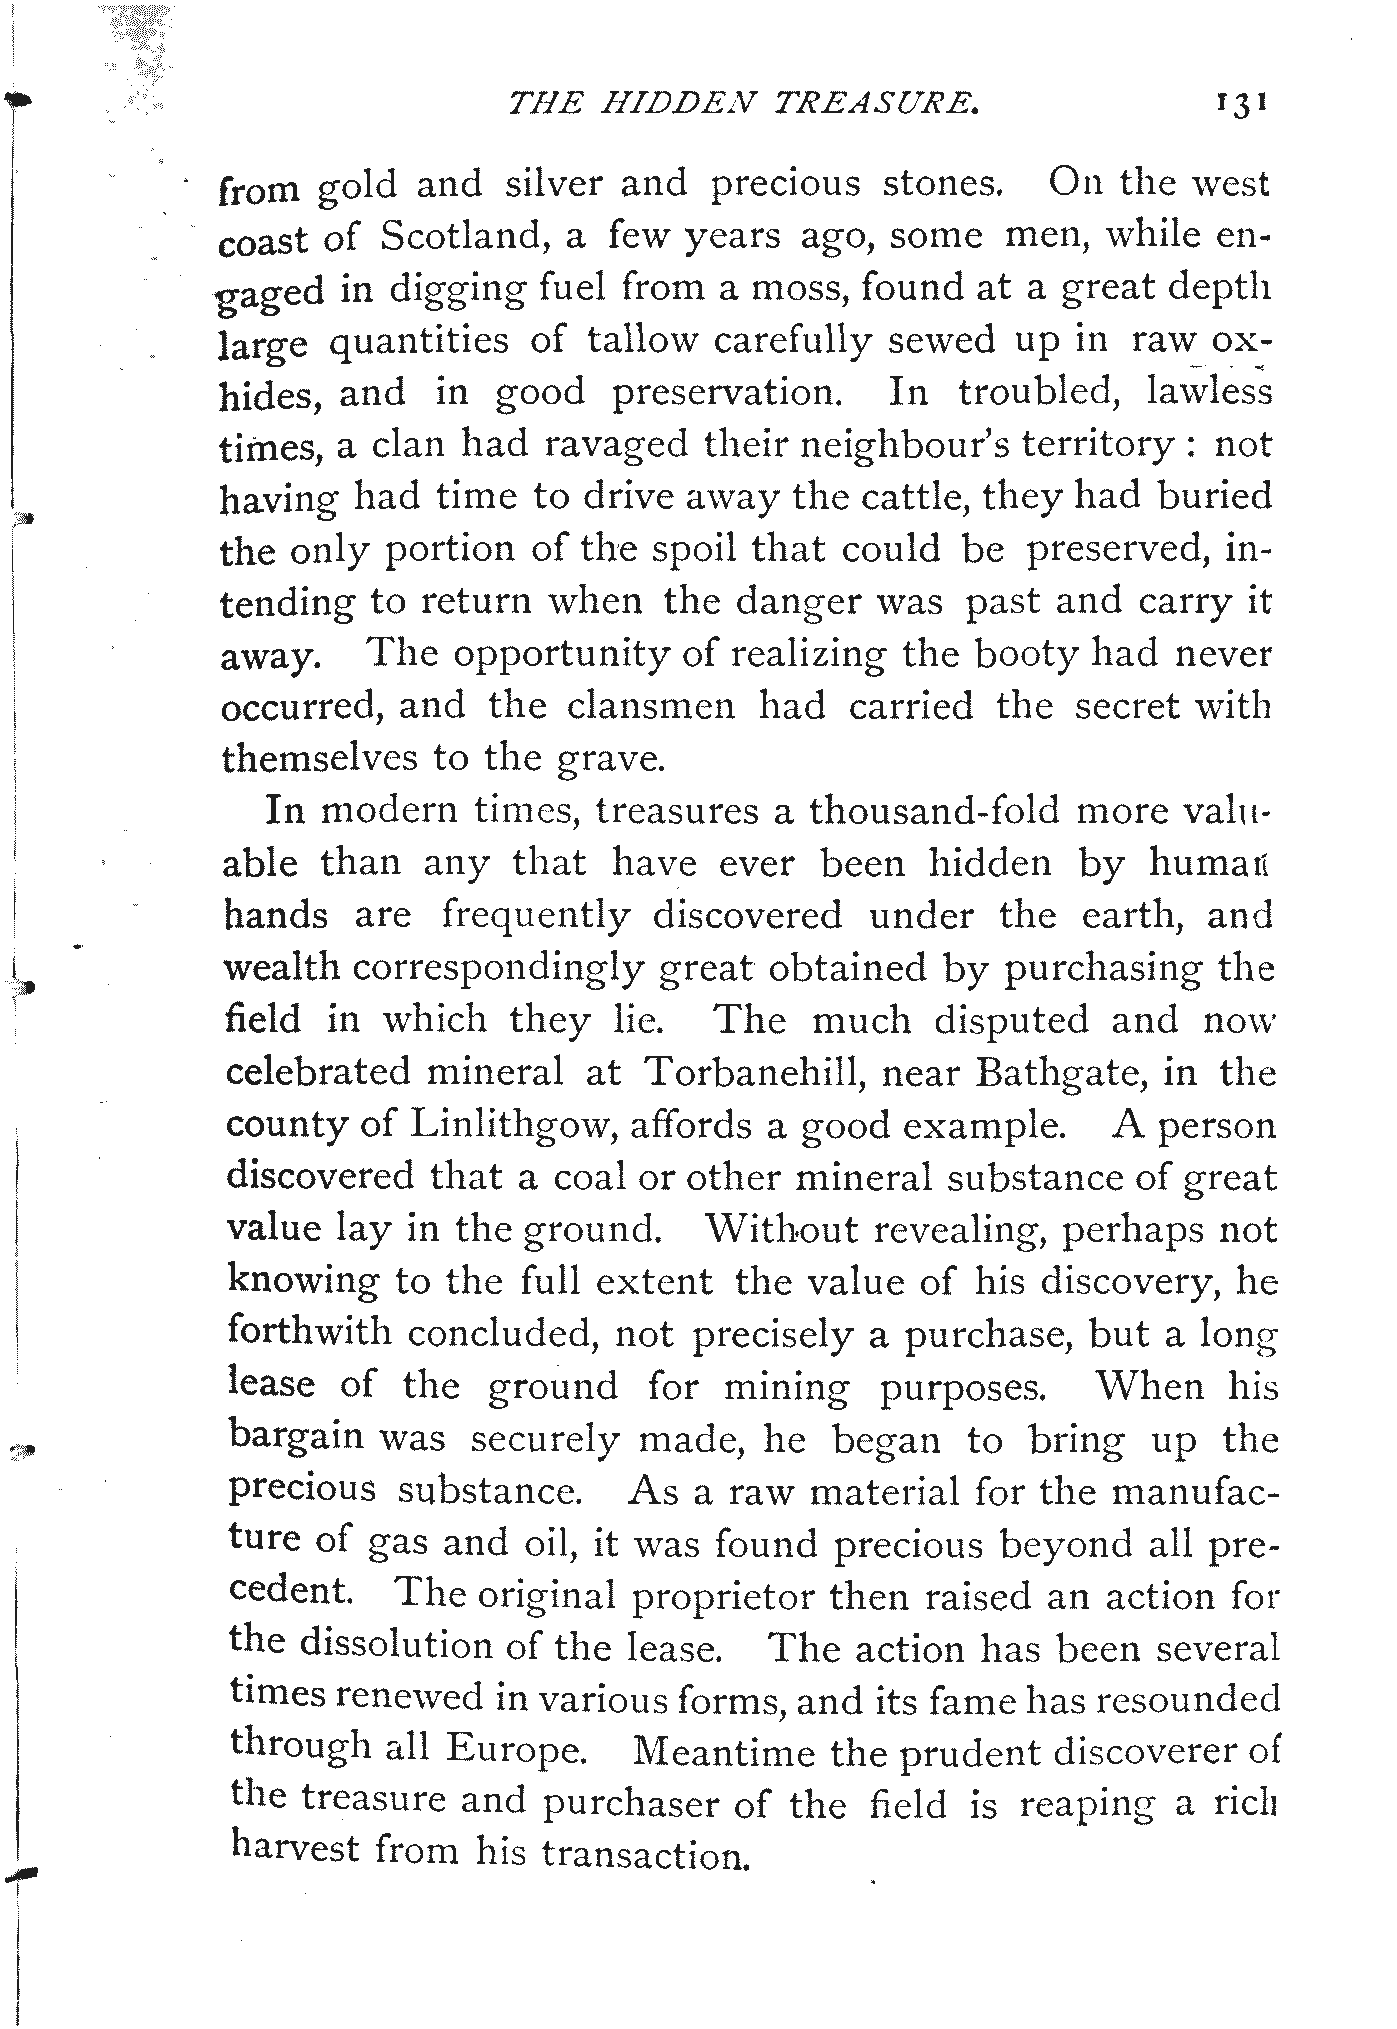 THE HIDDEN TREASURE. 131
from gold and silver and precious stones. On the west
coast of Scotland, a few years ago, some men, while en-
gaged in digging fuel from a moss, found at a great depth
large quantities of tallow carefully sewed up in raw ox-
hides, and in good preservation. In troubled, lawless
times, a clan had ravaged their neighbour's territory : not
having had time to drive away the cattle, they had buried
the only portion of the spoil that could be preserved, in-
tending to return when the danger was past and carry it
away. The opportunity of realizing the booty had never
occurred, and the clansmen had carried the secret with
themselves to the grave.
In modern times, treasures a thousand-fold more valu-
able than any that have ever been hidden by human
hands are frequently discovered under the earth, and
wealth correspondingly great obtained by purchasing the
field in which they lie. The much disputed and now
celebrated mineral at Torbanehill, near Bathgate, in the
county of Linlithgow, affords a good example. A person
discovered that a coal or other mineral substance of great
value lay in the ground. Without revealing, perhaps not
knowing to the full extent the value of his discovery, he
forthwith concluded, not precisely a purchase, but a long
lease of the ground for mining purposes. When his
bargain was securely made, he began to bring up the
precious substance. As a raw material for the manufac-
ture of gas and oil, it was found precious beyond all pre-
cedent. The original proprietor then raised an action for
the dissolution of the lease. The action has been several
times renewed in various forms, and its fame has resounded
through all Europe. Meantime the prudent discoverer of
the treasure and purchaser of the field is reaping a rich
harvest from his transaction.